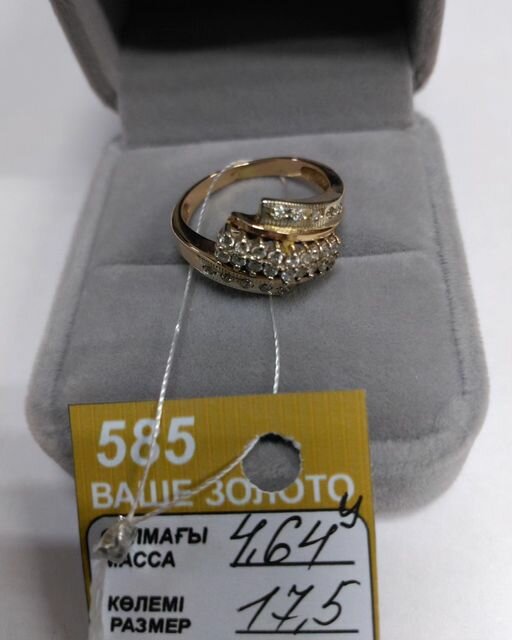 585
ВАШЕ ЗОЛОТО
4,64
МАССА
КӨЛЕМІ 17,5
РАЗМЕР